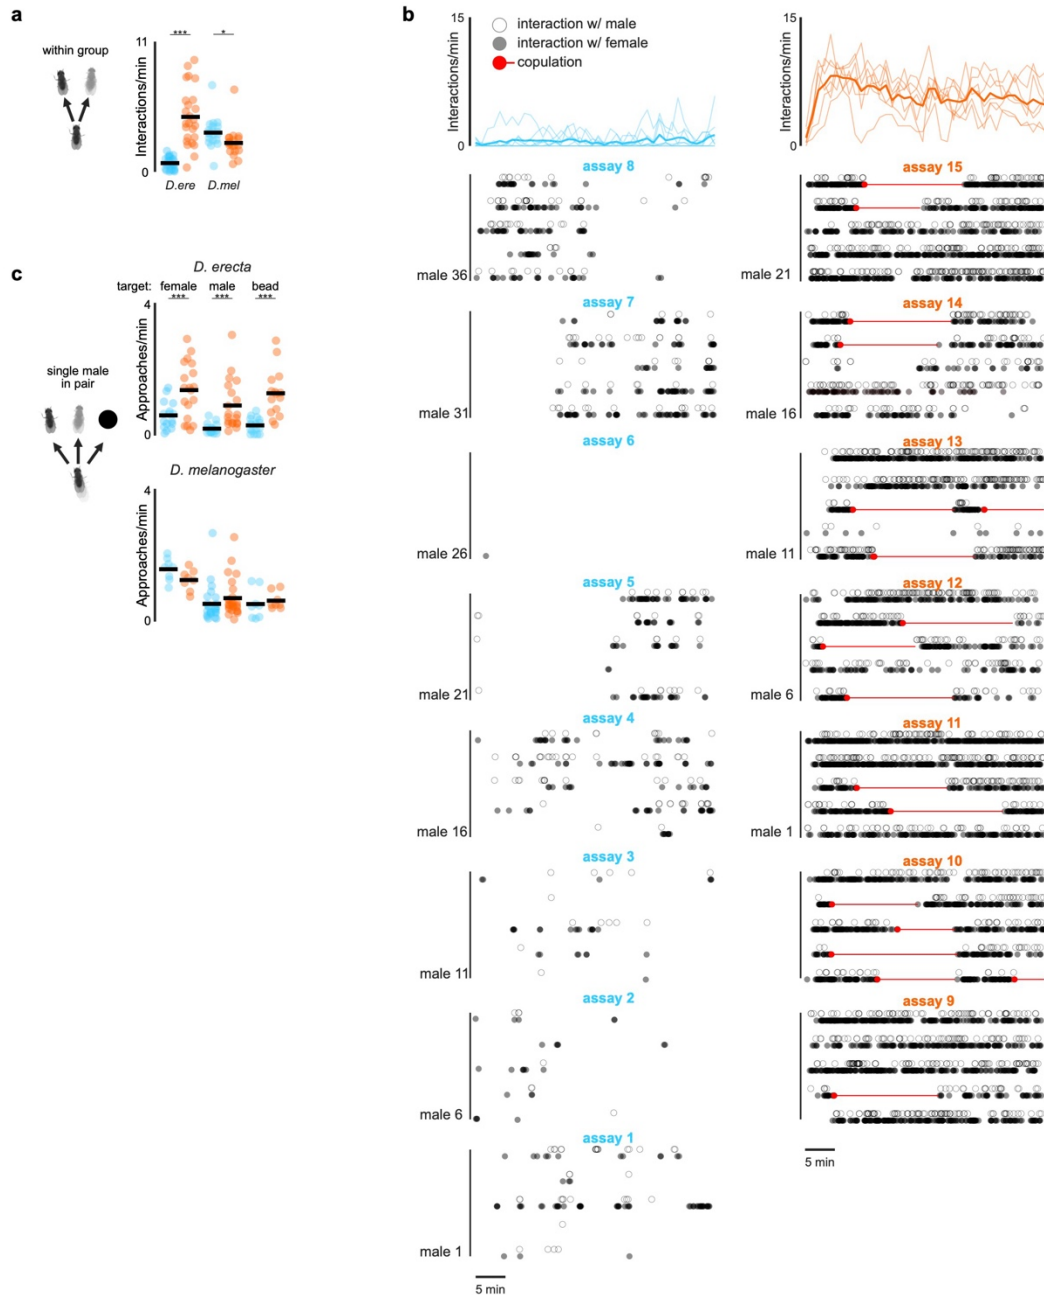 a
within group
Interactions/min
11
0
***
*
D.ere
D.mel
b
Interactions/min
15
0
interaction w/ male
interaction w/ female
copulation
Interactions/min
15
0
assay 8
male 36
assay 7
male 31
assay 6
male 26
assay 5
male 21
assay 4
male 16
assay 3
male 11
assay 2
male 6
assay 1
male 1
5 min
assay 15
male 21
assay 14
male 16
assay 13
male 11
assay 12
male 6
assay 11
male 1
assay 10
assay 9
5 min
c
D. erecta
target: female male bead
*** *** ***
4
Approaches/min
0
single male
in pair
D. melanogaster
4
Approaches/min
0